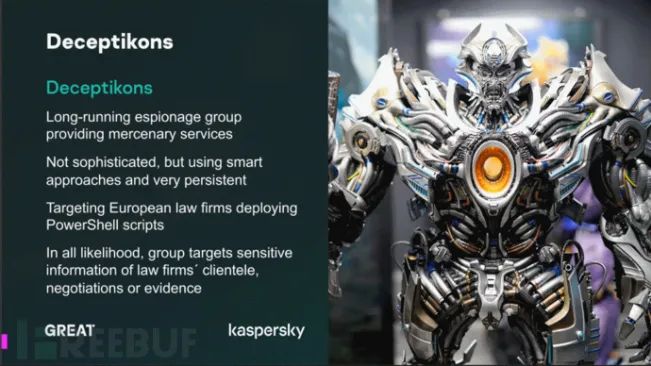 Deceptikons
Deceptikons
Long-running espionage group
providing mercenary services
Not sophisticated, but using smart
approaches and very persistent
Targeting European law firms deploying
PowerShell scripts
In all likelihood, group targets sensitive
information of law firms´ clientele,
negotiations or evidence
GREAT
kaspersky
FREEBUF